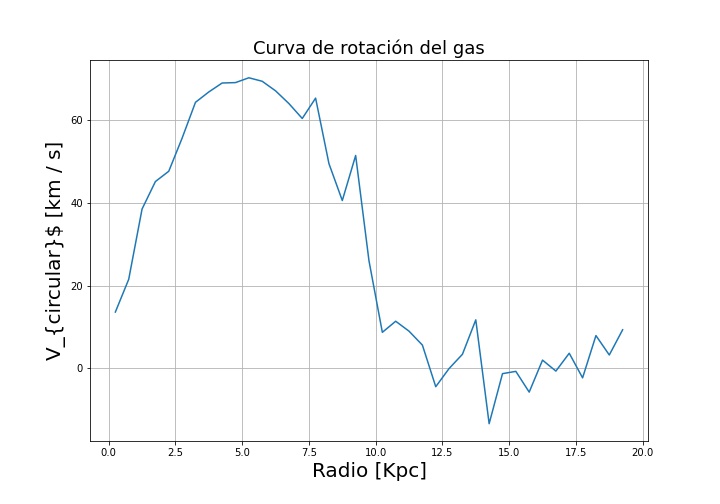 Curva de rotación del gas
V_{circular}$ [km / s]
60
40
20
0
0.0 2.5 5.0 7.5 10.0 12.5 15.0 17.5 20.0
Radio [Kpc]